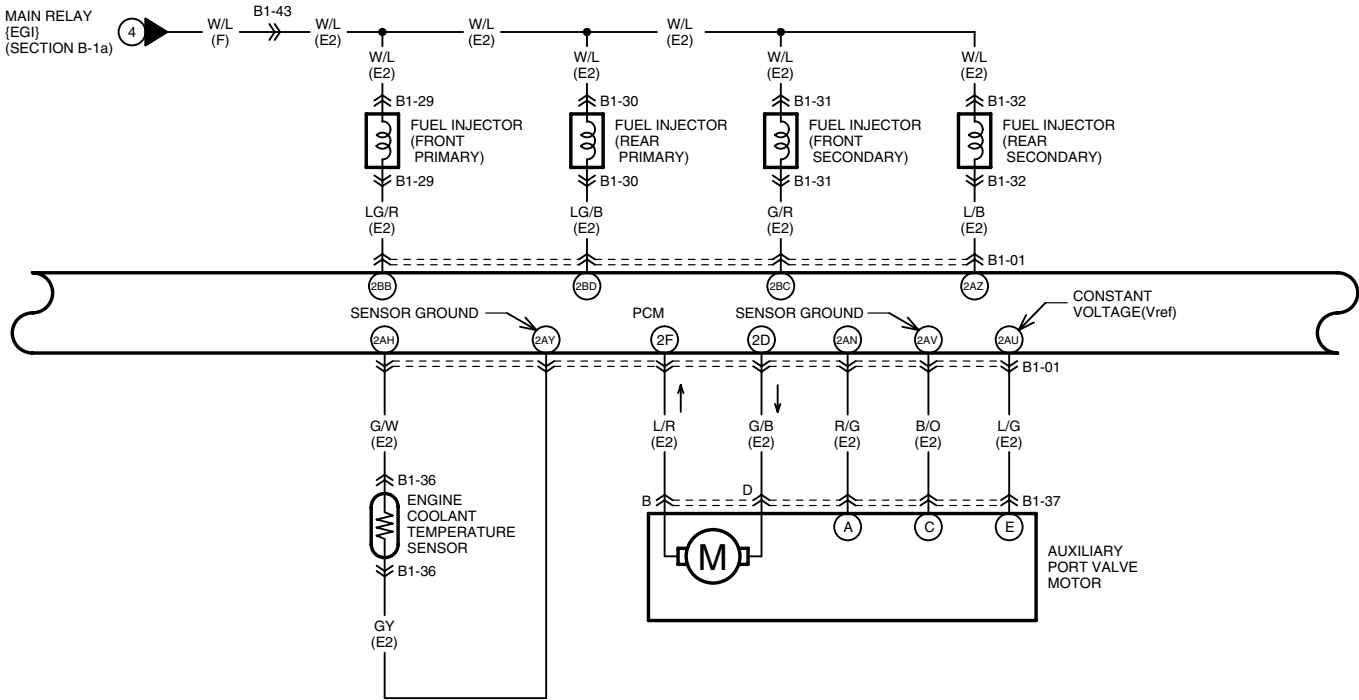 MAIN RELAY
{EGI}
(SECTION B-1a)
4
W/L
(F)
B1-43
W/L
(E2)
W/L
(E2)
W/L
(E2)
W/L
(E2)
W/L
(E2)
W/L
(E2)
W/L
(E2)
B1-29
B1-30
B1-31
B1-32
FUEL INJECTOR
(FRONT
PRIMARY)
FUEL INJECTOR
(REAR
PRIMARY)
FUEL INJECTOR
(FRONT
SECONDARY)
FUEL INJECTOR
(REAR
SECONDARY)
B1-29
B1-30
B1-31
B1-32
LG/R
(E2)
LG/B
(E2)
G/R
(E2)
L/B
(E2)
B1-01
2BB
2BD
2BC
2AZ
SENSOR GROUND
PCM
SENSOR GROUND
CONSTANT
VOLTAGE(Vref)
2AH
2AY
2F
2D
2AN
2AV
2AU
B1-01
G/W
(E2)
L/R
(E2)
G/B
(E2)
R/G
(E2)
B/O
(E2)
L/G
(E2)
B1-36
ENGINE
COOLANT
TEMPERATURE
SENSOR
B1-36
B
D
B1-37
A
C
E
M
AUXILIARY
PORT VALVE
MOTOR
GY
(E2)